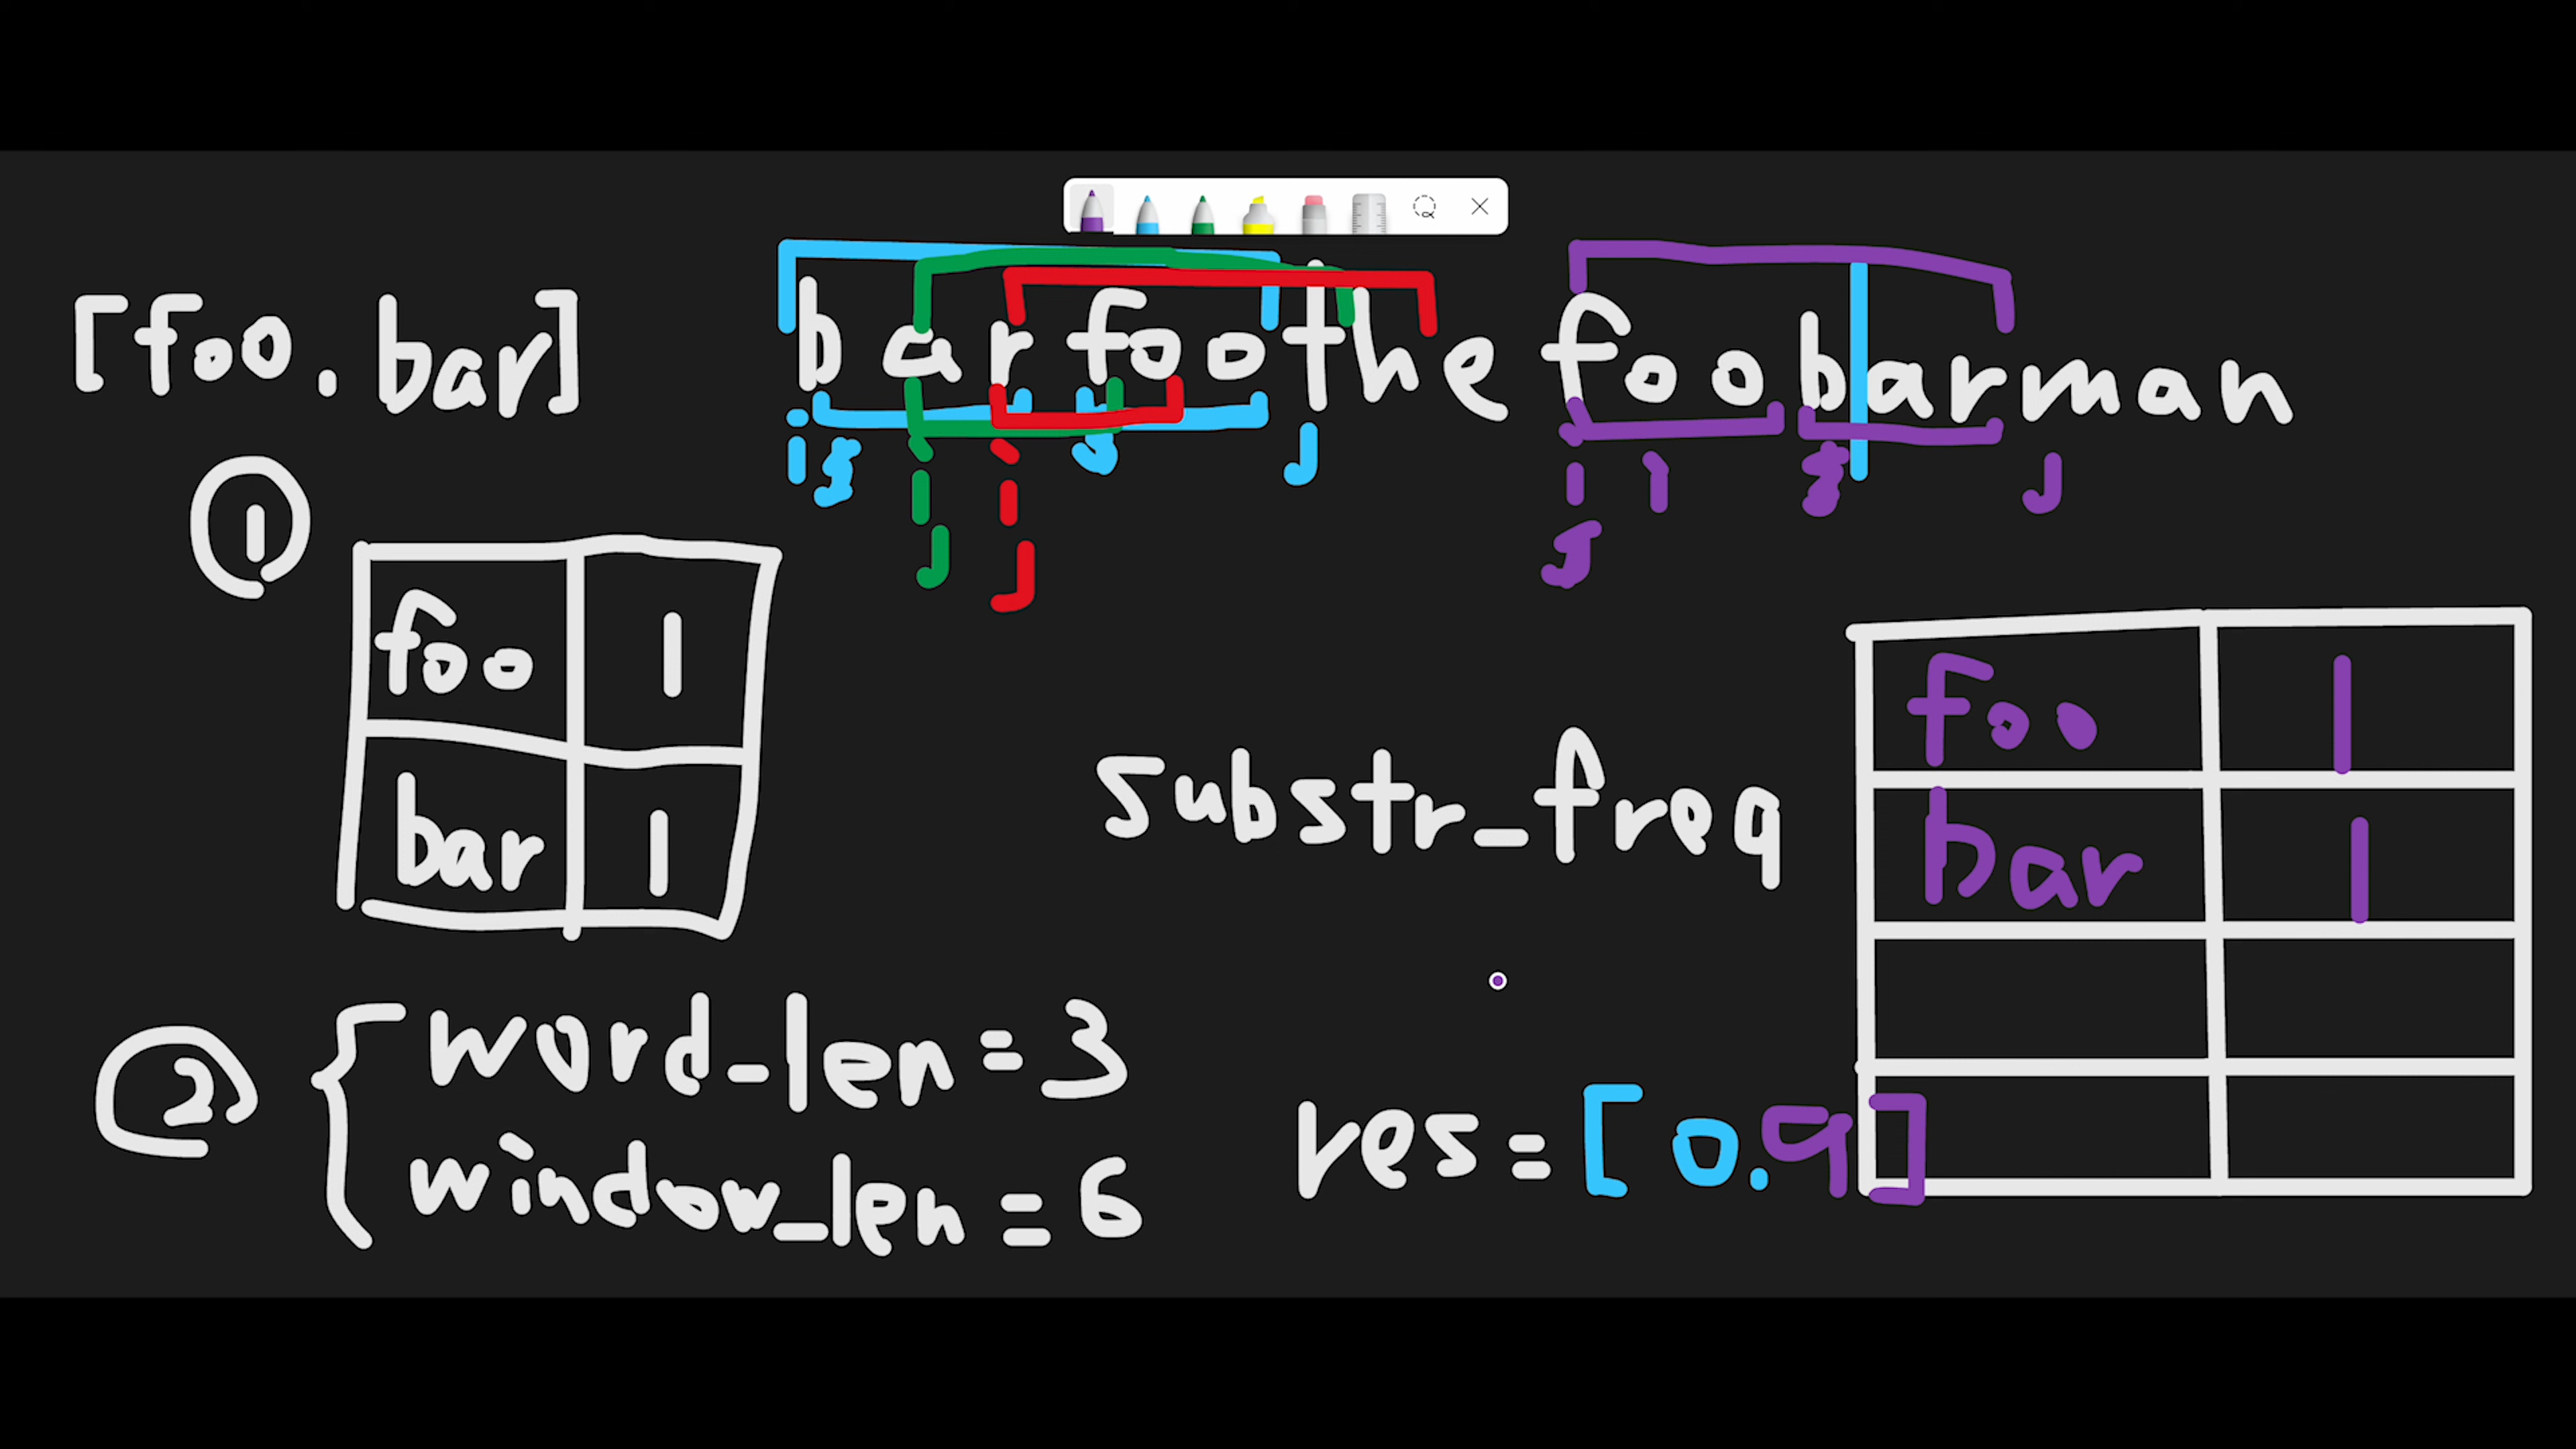 [foo. bar] barfoothefoobarman
i j j j i i j j
i j i j
①
foo 1
bar 1
substr_freq
foo 1
bar 1
② { word_len = 3
window_len = 6
res = [0.9]